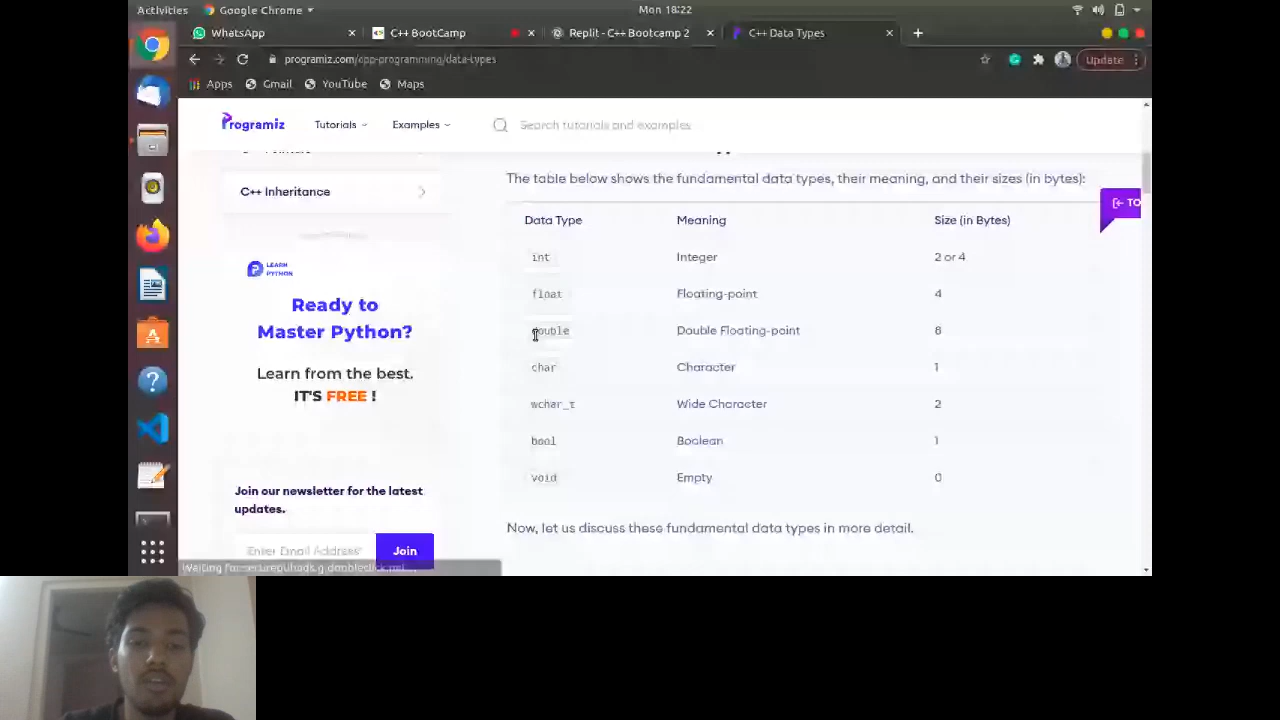 Activities Google Chrome Mon 18:22
WhatsApp C++ BootCamp Replit - C++ Bootcamp 2 C++ Data Types
programiz.com/cpp-programming/data-types Update
Apps Gmail YouTube Maps
Programiz Tutorials Examples Search tutorials and examples
The table below shows the fundamental data types, their meaning, and their sizes (in bytes):
C++ Inheritance
TO
Data Type Meaning Size (in Bytes)
int Integer 2 or 4
float Floating-point 4
double Double Floating-point 8
char Character 1
wchar_t Wide Character 2
bool Boolean 1
void Empty 0
Now, let us discuss these fundamental data types in more detail.
LEARN
PYTHON
Ready to
Master Python?
Learn from the best.
IT'S FREE !
Join our newsletter for the latest
updates.
Enter Email Address* Join